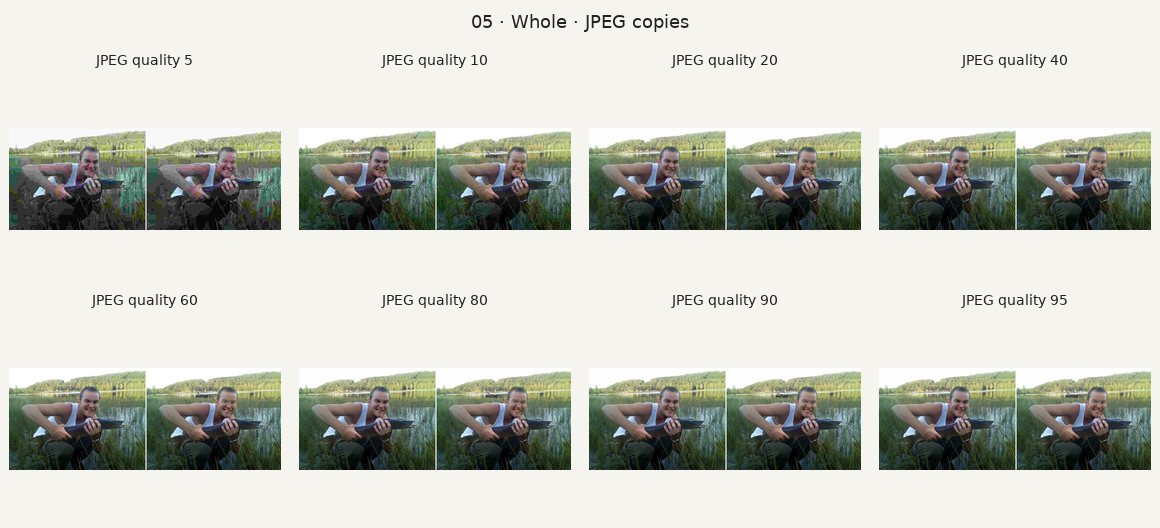 05 · Whole · JPEG copies
JPEG quality 5
JPEG quality 10
JPEG quality 20
JPEG quality 40
JPEG quality 60
JPEG quality 80
JPEG quality 90
JPEG quality 95